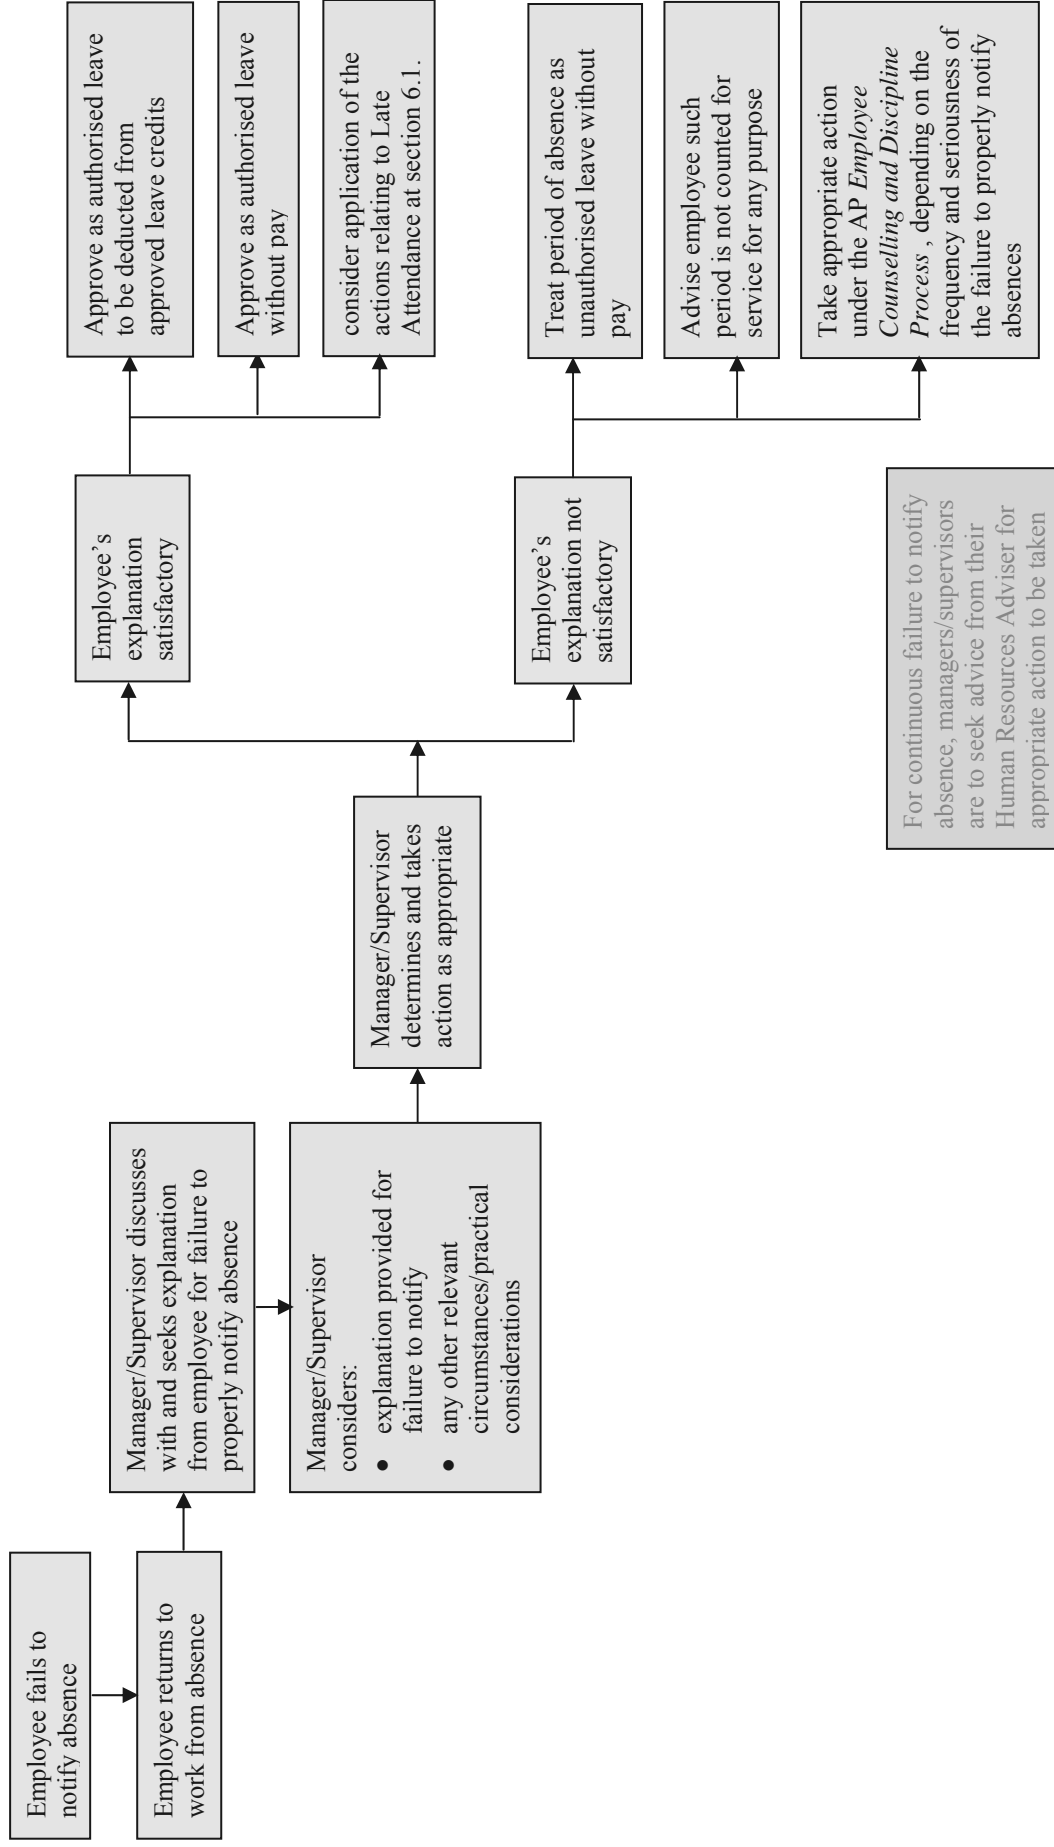 Employee fails to
notify absence
Employee returns to
work from absence
Manager/Supervisor discusses
with and seeks explanation
from employee for failure to
properly notify absence
Manager/Supervisor
considers:
• explanation provided for
failure to notify
• any other relevant
circumstances/practical
considerations
Manager/Supervisor
determines and takes
action as appropriate
Employee’s
explanation
satisfactory
Approve as authorised leave
to be deducted from
approved leave credits
Approve as authorised leave
without pay
consider application of the
actions relating to Late
Attendance at section 6.1.
Employee’s
explanation not
satisfactory
Treat period of absence as
unauthorised leave without
pay
Advise employee such
period is not counted for
service for any purpose
Take appropriate action
under the AP Employee
Counselling and Discipline
Process , depending on the
frequency and seriousness of
the failure to properly notify
absences
For continuous failure to notify
absence, managers/supervisors
are to seek advice from their
Human Resources Adviser for
appropriate action to be taken